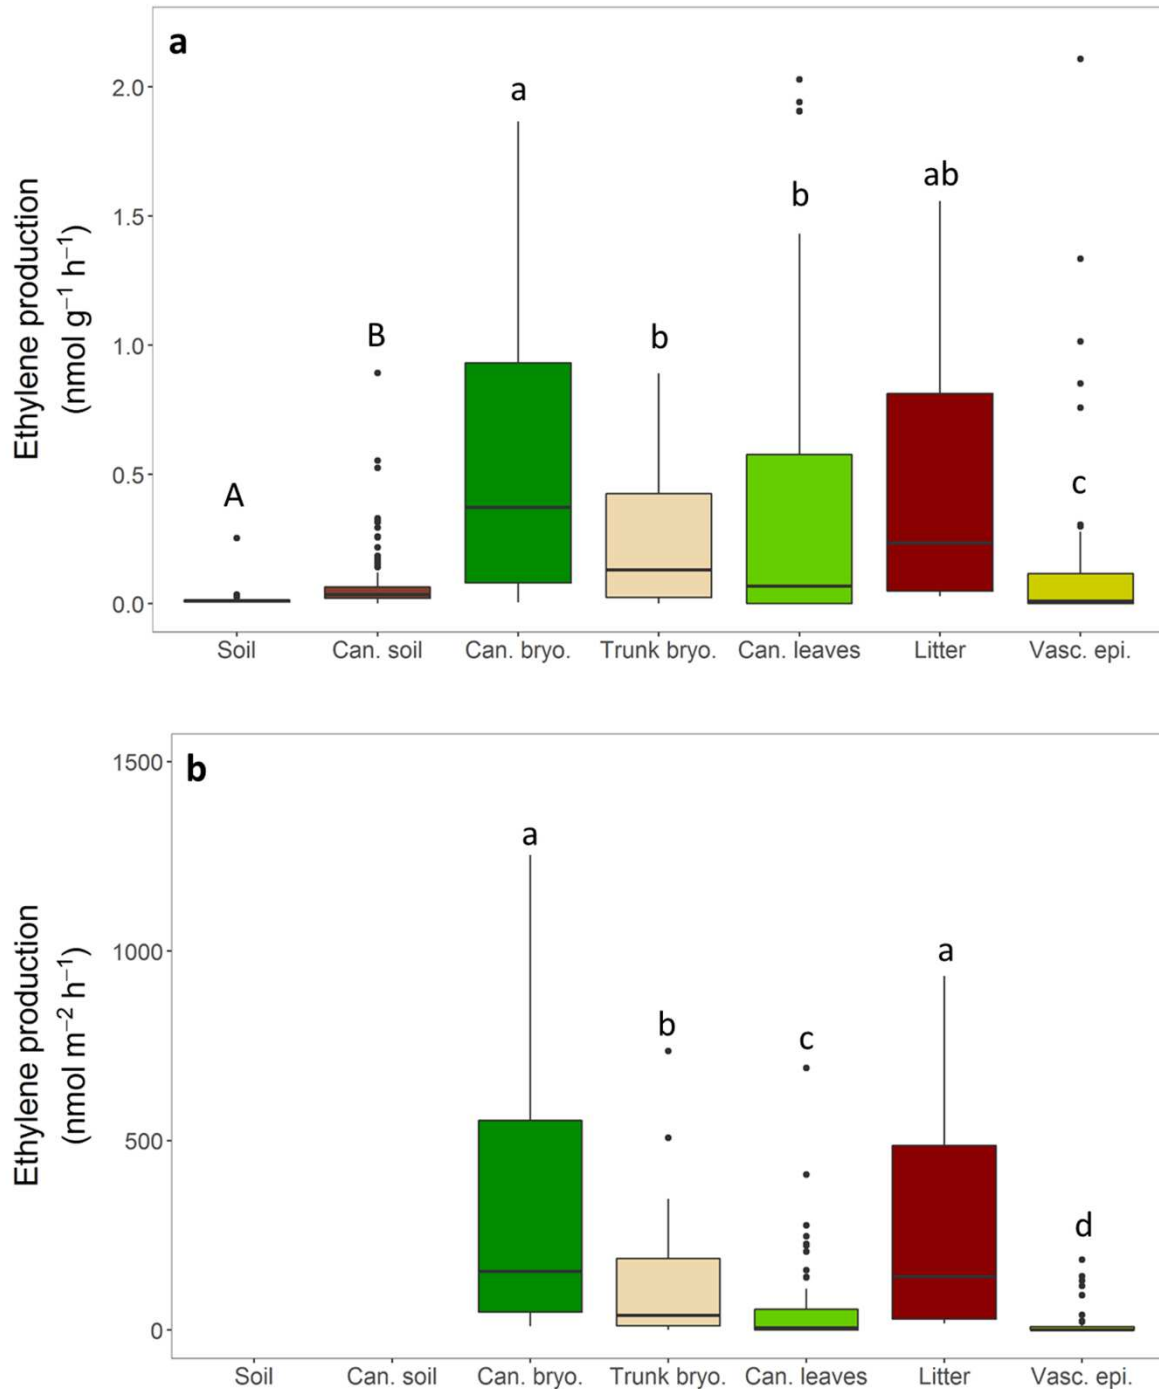 a
Ethylene production
(nmol g⁻¹ h⁻¹)
2.0
1.5
1.0
0.5
0.0
A
B
a
b
b
ab
c
Soil Can. soil Can. bryo. Trunk bryo. Can. leaves Litter Vasc. epi.
b
Ethylene production
(nmol m⁻² h⁻¹)
1500
1000
500
0
a
b
c
a
d
Soil Can. soil Can. bryo. Trunk bryo. Can. leaves Litter Vasc. epi.